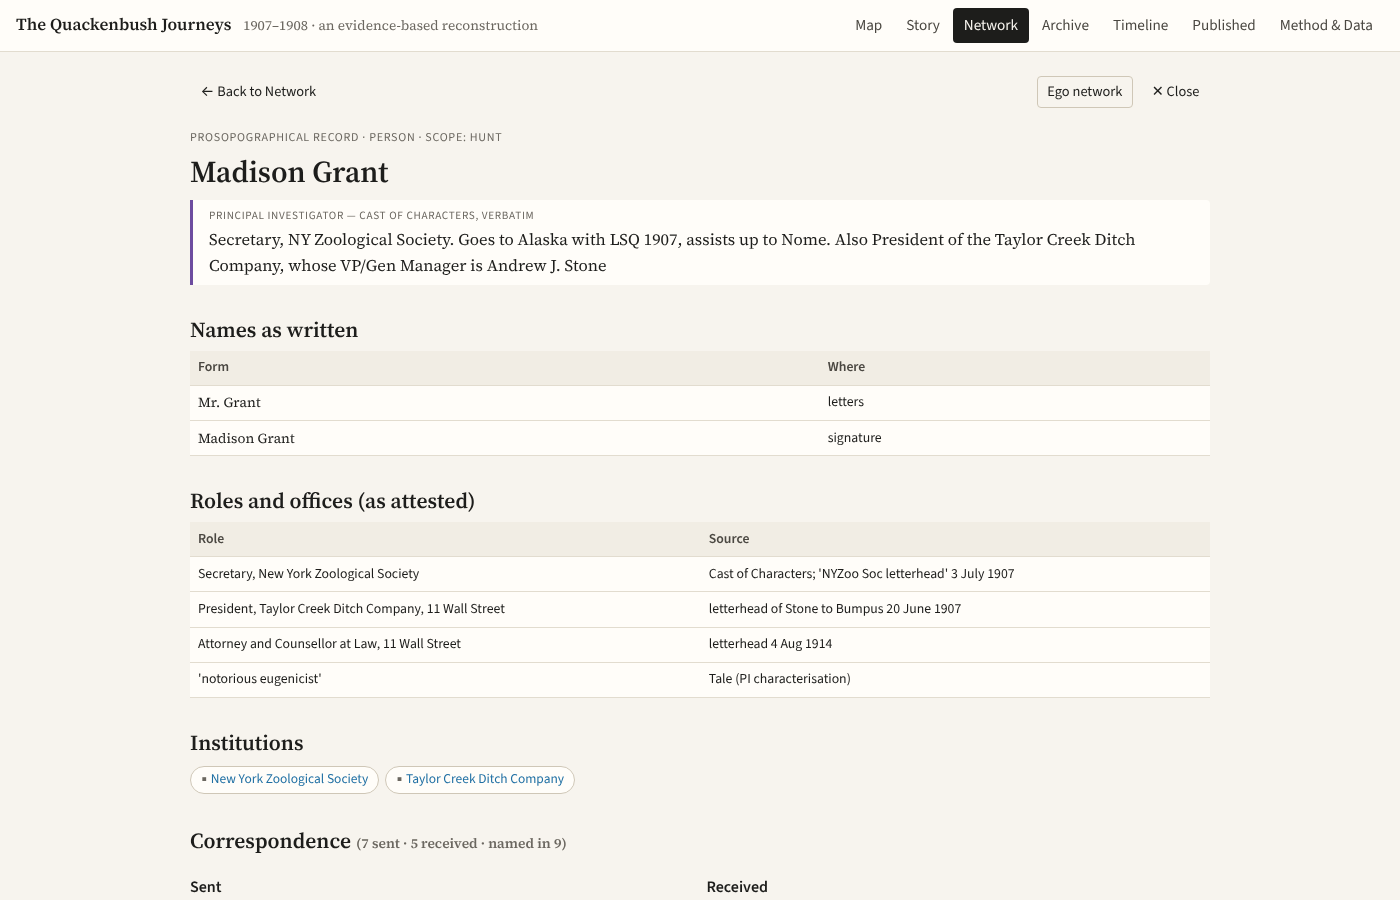 The Quackenbush Journeys 1907–1908 · an evidence-based reconstruction Map Story Network Archive Timeline Published Method & Data
← Back to Network Ego network ✕ Close
PROSOPOGRAPHICAL RECORD · PERSON · SCOPE: HUNT
Madison Grant
PRINCIPAL INVESTIGATOR — CAST OF CHARACTERS, VERBATIM
Secretary, NY Zoological Society. Goes to Alaska with LSQ 1907, assists up to Nome. Also President of the Taylor Creek Ditch
Company, whose VP/Gen Manager is Andrew J. Stone
Names as written
Form Where
Mr. Grant letters
Madison Grant signature
Roles and offices (as attested)
Role Source
Secretary, New York Zoological Society Cast of Characters; 'NYZoo Soc letterhead' 3 July 1907
President, Taylor Creek Ditch Company, 11 Wall Street letterhead of Stone to Bumpus 20 June 1907
Attorney and Counsellor at Law, 11 Wall Street letterhead 4 Aug 1914
'notorious eugenicist' Tale (PI characterisation)
Institutions
▪ New York Zoological Society ▪ Taylor Creek Ditch Company
Correspondence (7 sent · 5 received · named in 9)
Sent Received